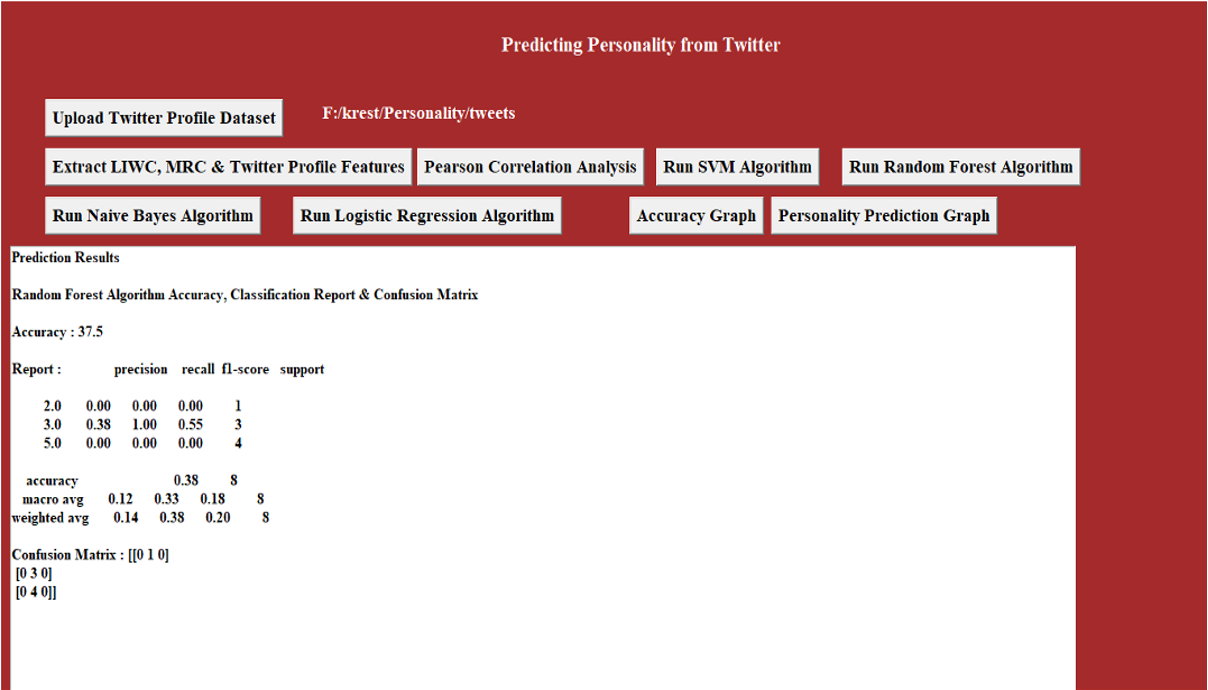 Predicting Personality from Twitter
Upload Twitter Profile Dataset F:/krest/Personality/tweets
Extract LIWC, MRC & Twitter Profile Features Pearson Correlation Analysis Run SVM Algorithm Run Random Forest Algorithm
Run Naive Bayes Algorithm Run Logistic Regression Algorithm Accuracy Graph Personality Prediction Graph
Prediction Results
Random Forest Algorithm Accuracy, Classification Report & Confusion Matrix
Accuracy : 37.5
Report : precision recall f1-score support
2.0 0.00 0.00 0.00 1
3.0 0.38 1.00 0.55 3
5.0 0.00 0.00 0.00 4
accuracy 0.38 8
macro avg 0.12 0.33 0.18 8
weighted avg 0.14 0.38 0.20 8
Confusion Matrix : [[0 1 0]
[0 3 0]
[0 4 0]]